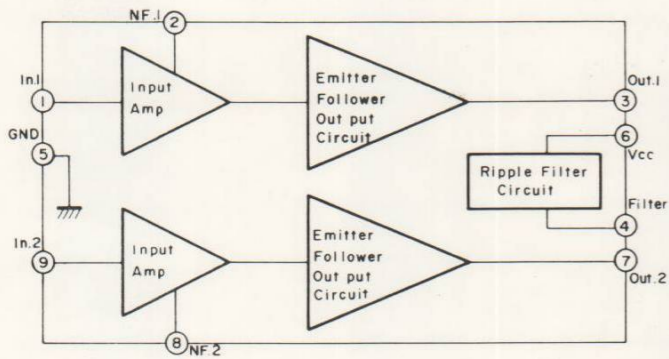 NF.1
2
In.1
1
Input
Amp
Emitter
Follower
Out put
Circuit
Out.1
3
GND
5
6
Vcc
Ripple Filter
Circuit
Filter
4
In.2
9
Input
Amp
Emitter
Follower
Out put
Circuit
7
Out.2
8
NF.2